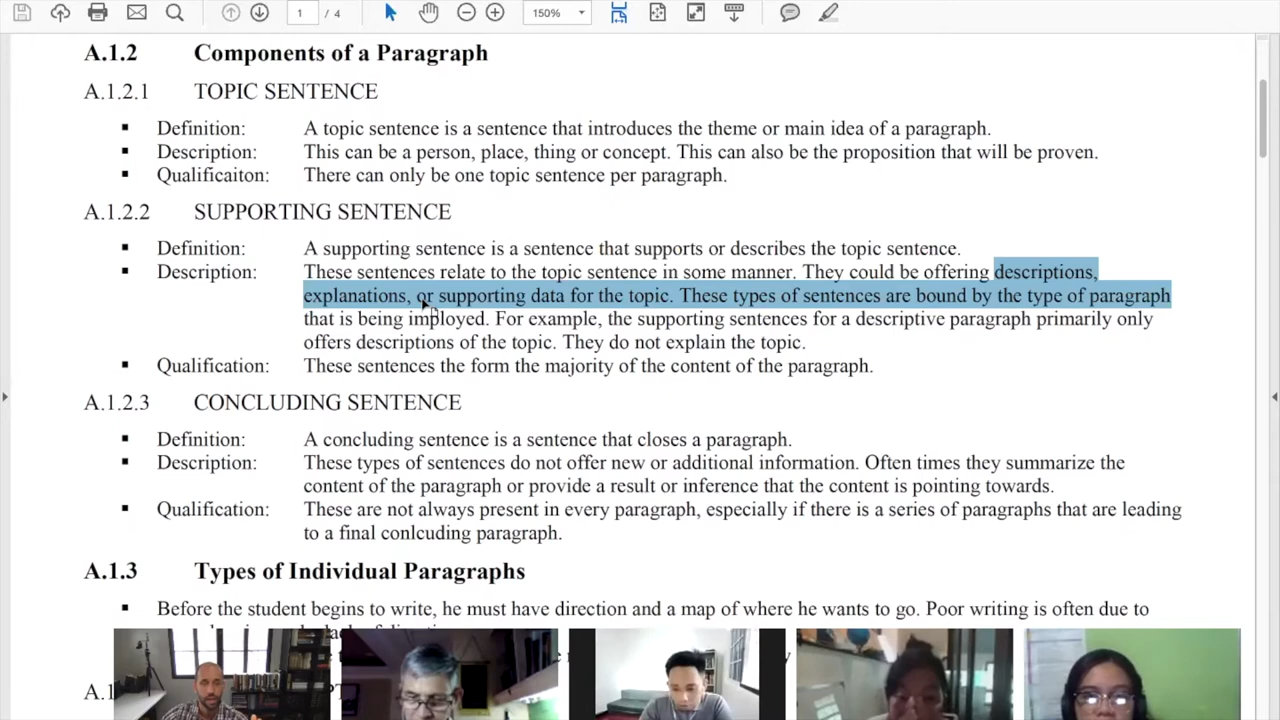 1 / 4 150%
A.1.2 Components of a Paragraph
A.1.2.1 TOPIC SENTENCE
▪ Definition: A topic sentence is a sentence that introduces the theme or main idea of a paragraph.
▪ Description: This can be a person, place, thing or concept. This can also be the proposition that will be proven.
▪ Qualificaiton: There can only be one topic sentence per paragraph.
A.1.2.2 SUPPORTING SENTENCE
▪ Definition: A supporting sentence is a sentence that supports or describes the topic sentence.
▪ Description: These sentences relate to the topic sentence in some manner. They could be offering descriptions,
explanations, or supporting data for the topic. These types of sentences are bound by the type of paragraph
that is being imployed. For example, the supporting sentences for a descriptive paragraph primarily only
offers descriptions of the topic. They do not explain the topic.
▪ Qualification: These sentences the form the majority of the content of the paragraph.
A.1.2.3 CONCLUDING SENTENCE
▪ Definition: A concluding sentence is a sentence that closes a paragraph.
▪ Description: These types of sentences do not offer new or additional information. Often times they summarize the
content of the paragraph or provide a result or inference that the content is pointing towards.
▪ Qualification: These are not always present in every paragraph, especially if there is a series of paragraphs that are leading
to a final conlcuding paragraph.
A.1.3 Types of Individual Paragraphs
▪ Before the student begins to write, he must have direction and a map of where he wants to go. Poor writing is often due to